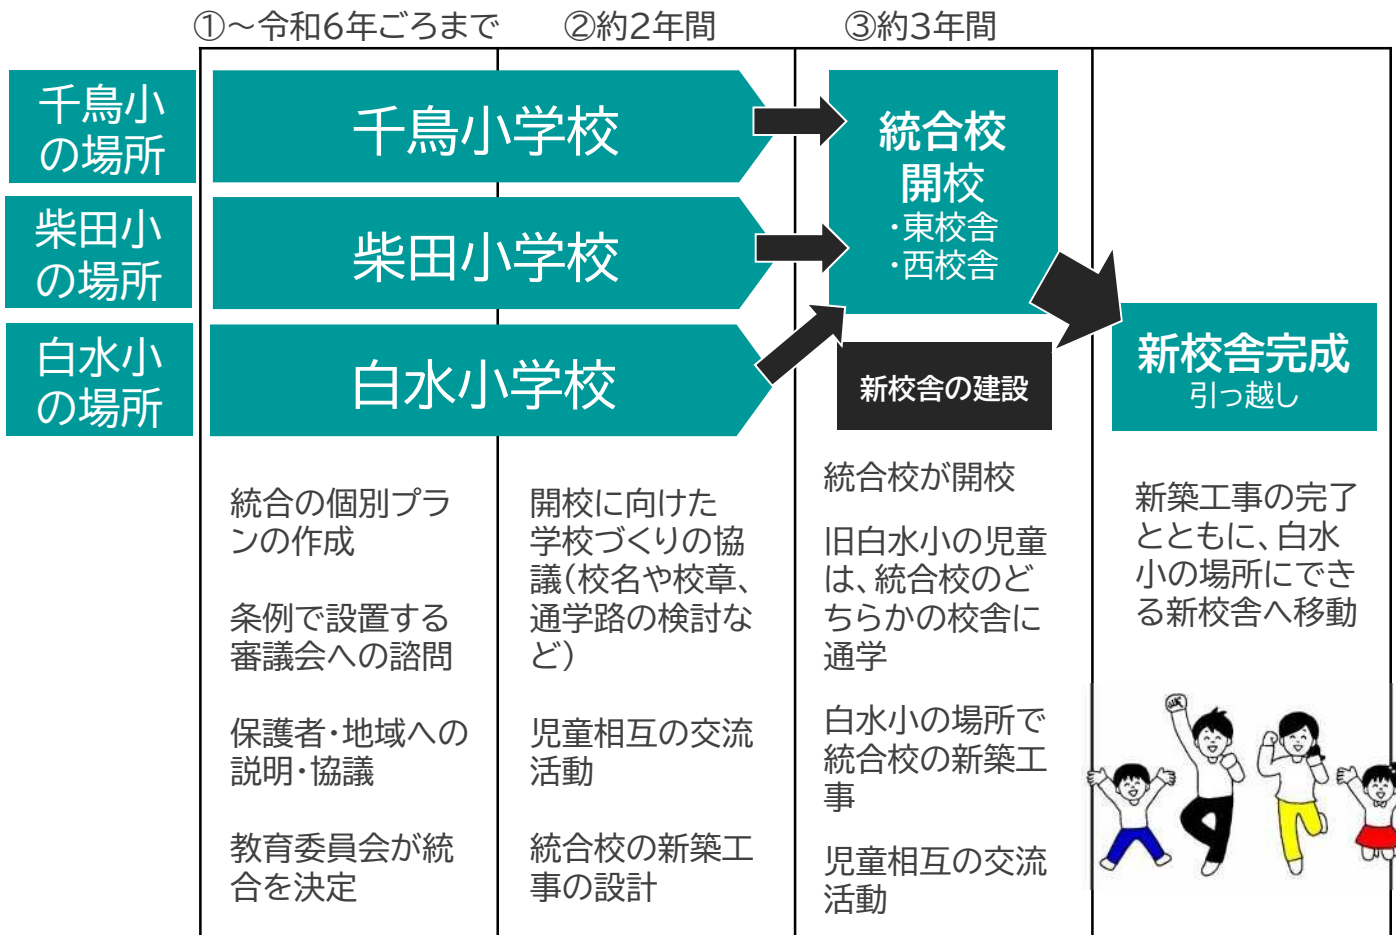 ①～令和6年ごろまで
②約2年間
③約3年間
千鳥小
の場所
千鳥小学校
統合校
開校
・東校舎
・西校舎
柴田小
の場所
柴田小学校
白水小
の場所
白水小学校
新校舎の建設
新校舎完成
引っ越し
統合の個別プラ
ンの作成
条例で設置する
審議会への諮問
保護者・地域への
説明・協議
教育委員会が統
合を決定
開校に向けた
学校づくりの協
議(校名や校章、
通学路の検討な
ど)
児童相互の交流
活動
統合校の新築工
事の設計
統合校が開校
旧白水小の児童
は、統合校のど
ちらかの校舎に
通学
白水小の場所で
統合校の新築工
事
児童相互の交流
活動
新築工事の完了
とともに、白水
小の場所にでき
る新校舎へ移動